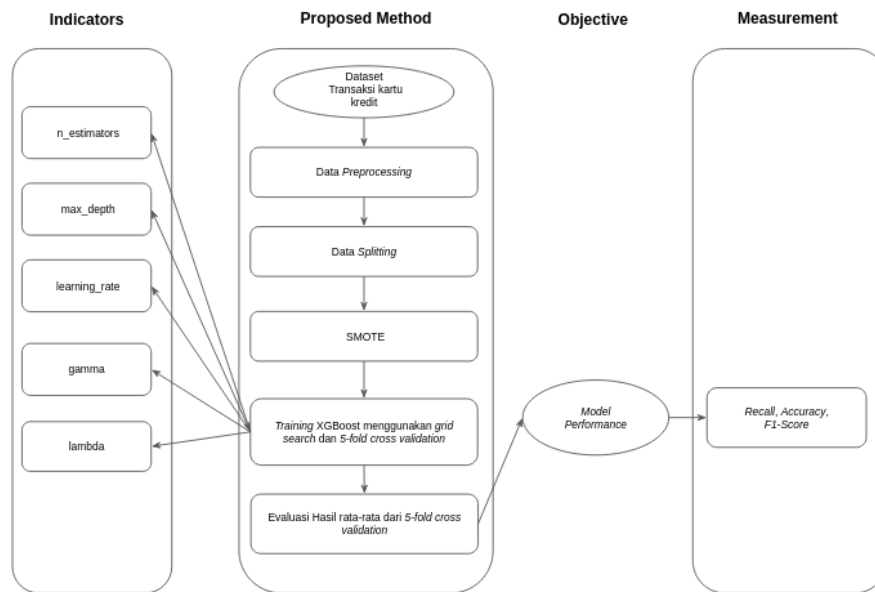 Indicators
Proposed Method
Objective
Measurement
n_estimators
max_depth
learning_rate
gamma
lambda
Dataset
Transaksi kartu
kredit
Data Preprocessing
Data Splitting
SMOTE
Training XGBoost menggunakan grid
search dan 5-fold cross validation
Evaluasi Hasil rata-rata dari 5-fold cross
validation
Model
Performance
Recall, Accuracy,
F1-Score